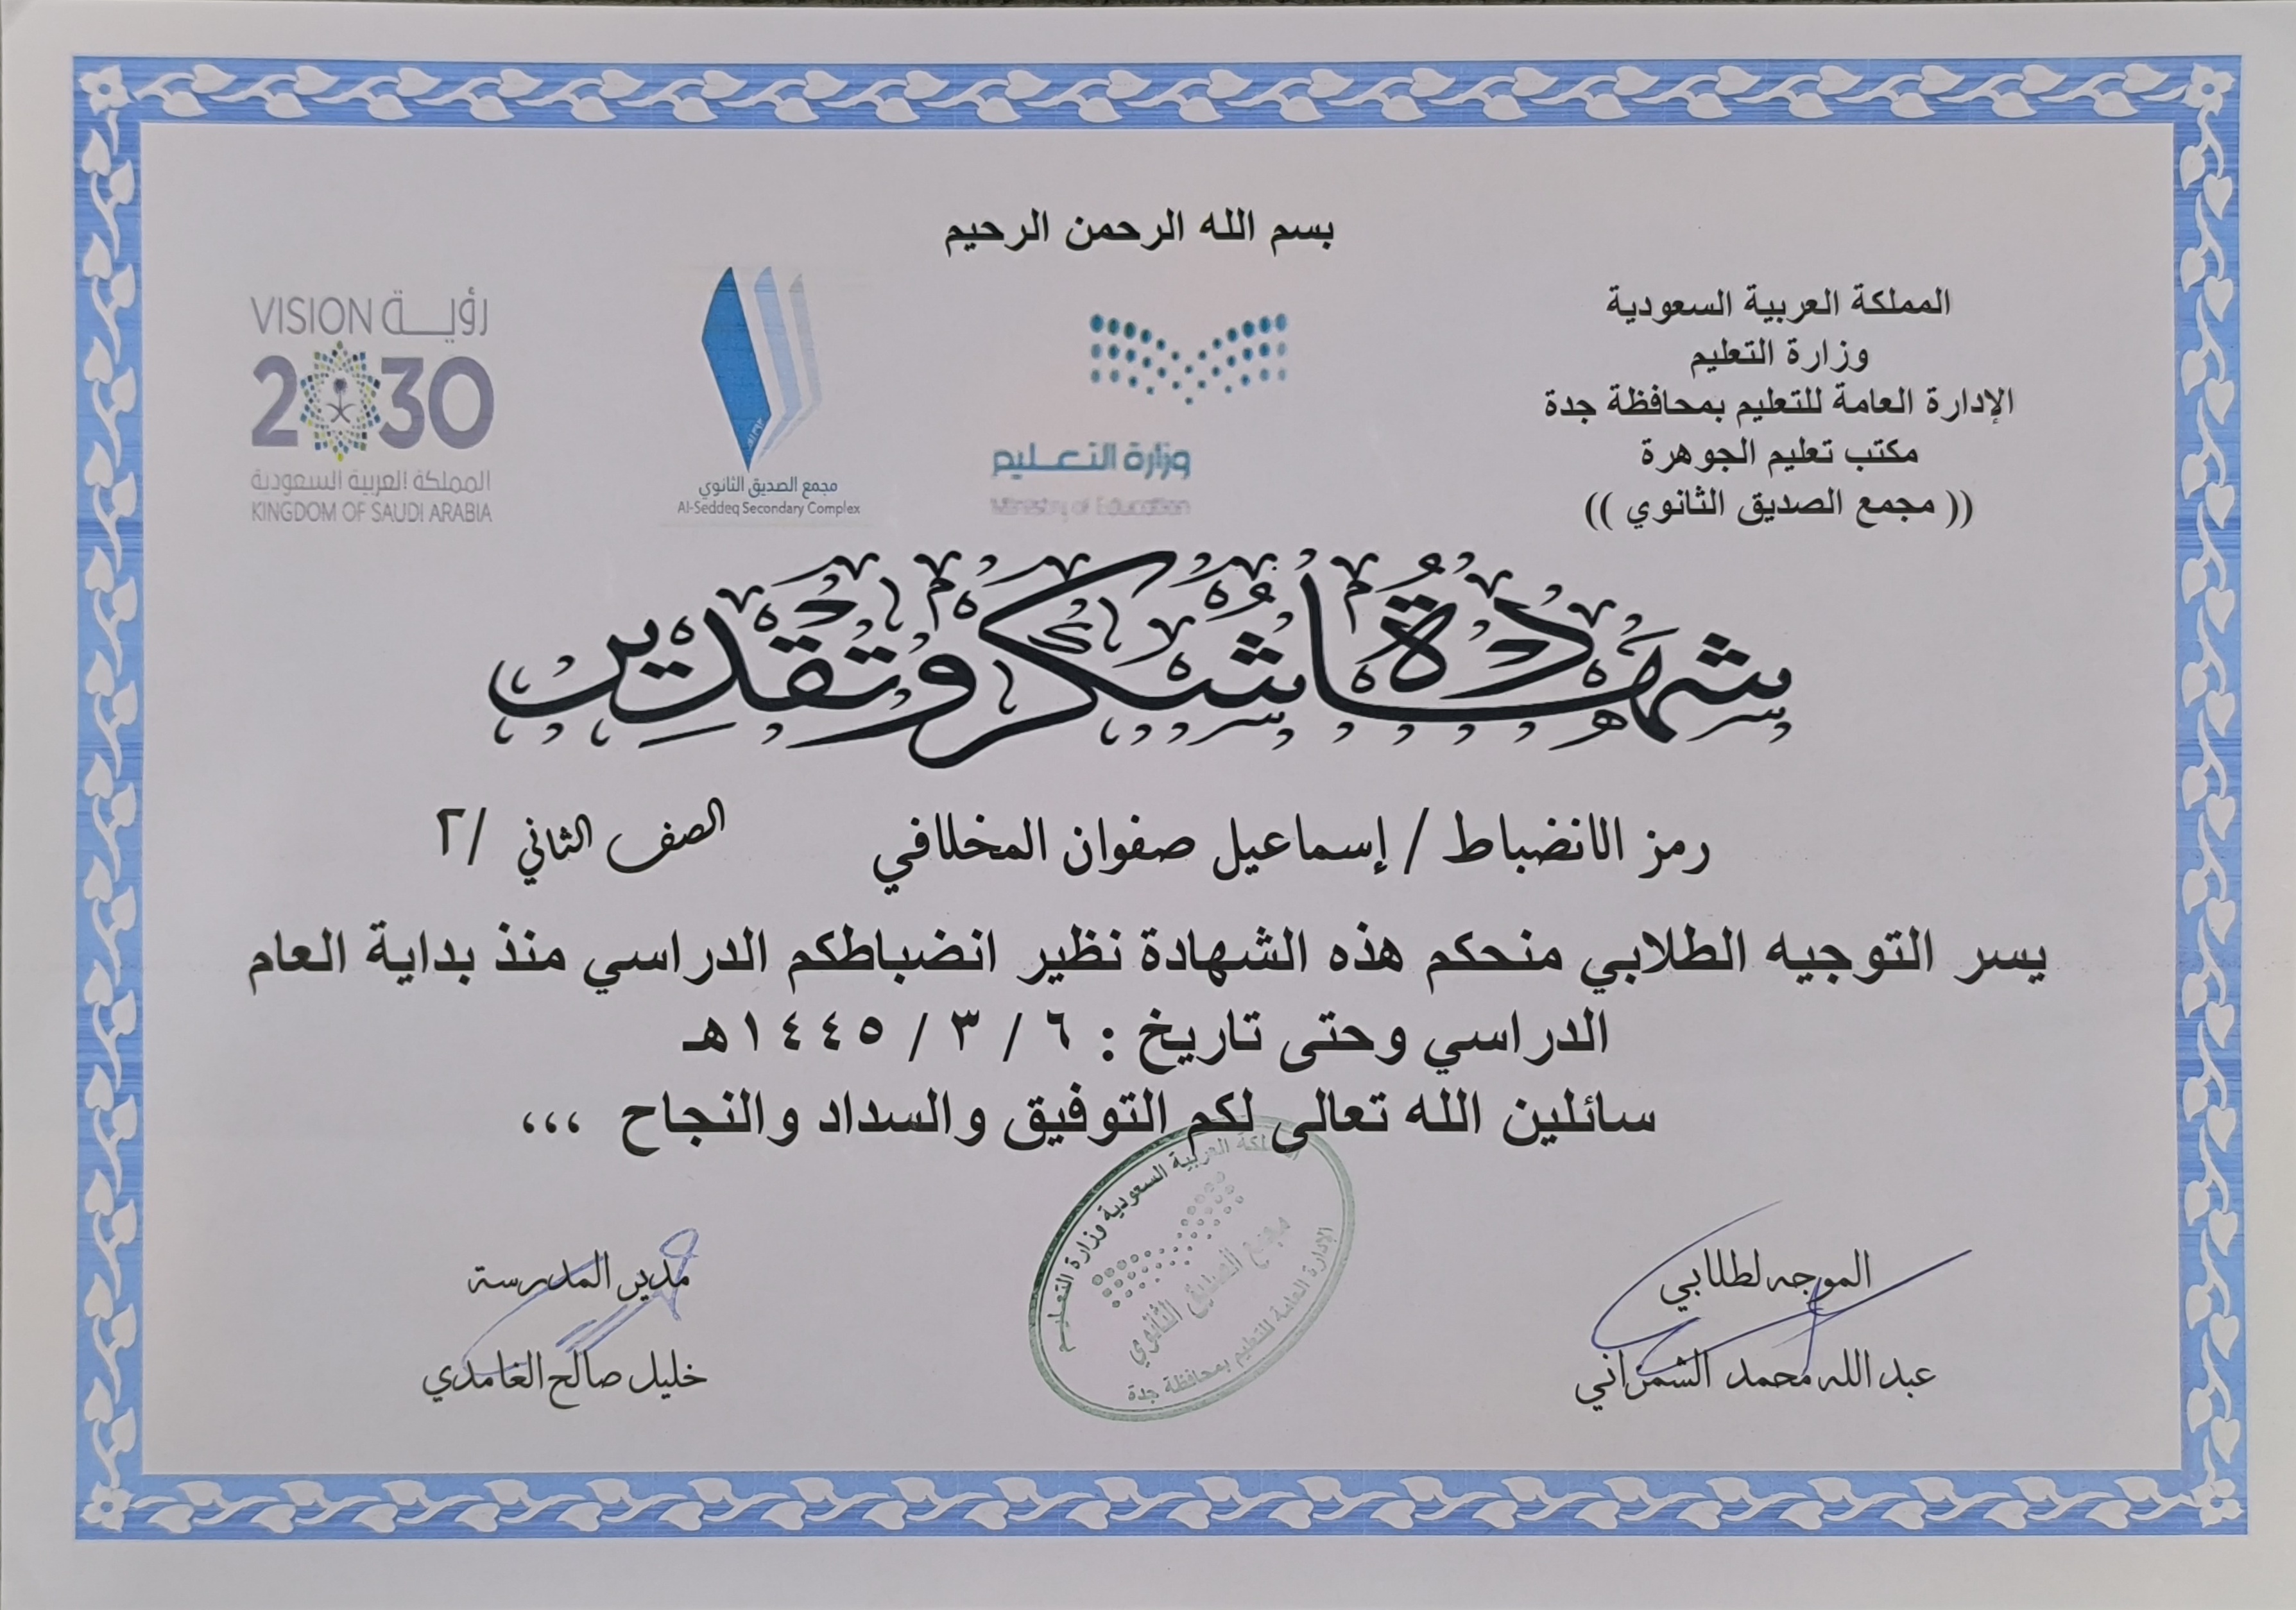 بسم الله الرحمن الرحيم
المملكة العربية السعودية
وزارة التعليم
الإدارة العامة للتعليم بمحافظة جدة
مكتب تعليم الجوهرة
(( مجمع الصديق الثانوي ))
وزارة التعليم
Ministry of Education
مجمع الصديق الثانوي
Al-Seddeq Secondary Complex
رؤية VISION
2030
المملكة العربية السعودية
KINGDOM OF SAUDI ARABIA
شهادة شكر وتقدير
رمز الانضباط / إسماعيل صفوان المخلافي الصف الثاني /٢
يسر التوجيه الطلابي منحكم هذه الشهادة نظير انضباطكم الدراسي منذ بداية العام
الدراسي وحتى تاريخ : ٦ / ٣ / ١٤٤٥هـ
سائلين الله تعالى لكم التوفيق والسداد والنجاح ،،،
الموجه لطلابي
عبد الله محمد الشمراني
المملكة العربية السعودية وزارة التعليم
مجمع الصديق الثانوي
الإدارة العامة للتعليم بمحافظة جدة
مدير المدرسة
خليل صالح الغامدي